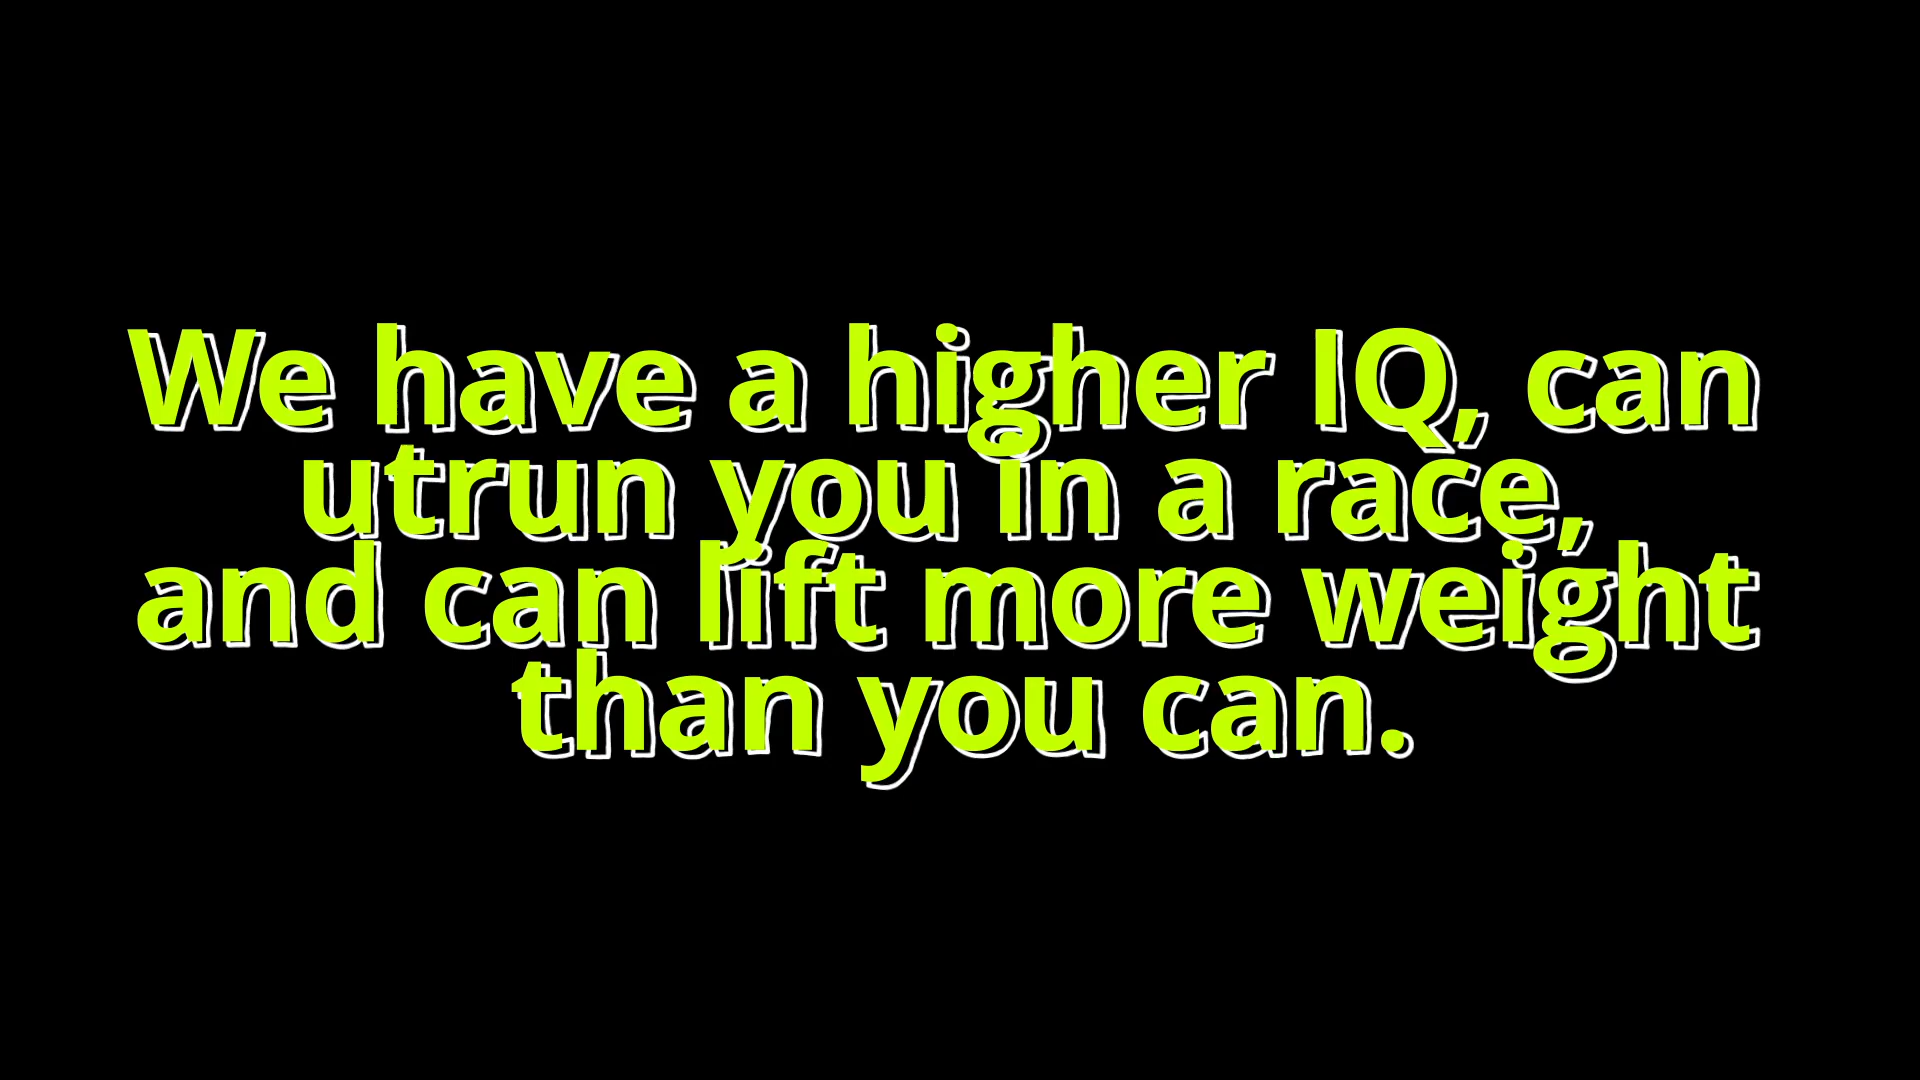 We have a higher IQ, can
utrun you in a race,
and can lift more weight
than you can.